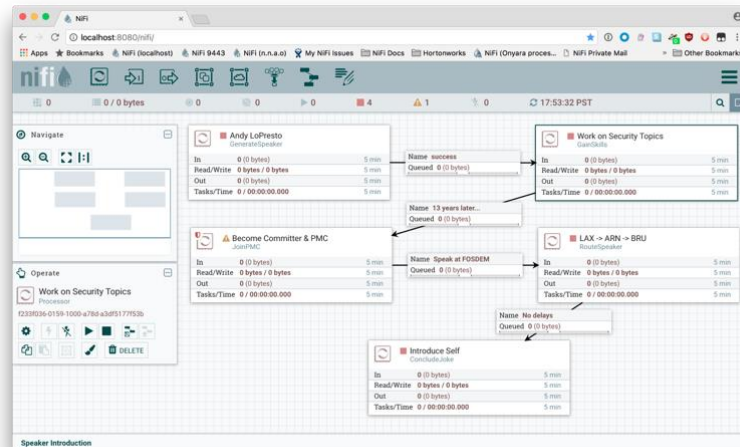 NiFi
localhost:8080/nifi/
Apps Bookmarks NiFi (localhost) NiFi 9443 NiFi (n.n.a.o) My NiFi Issues NiFi Docs Hortonworks NiFi (Onyara proces... NiFi Private Mail » Other Bookmarks
nifi
0 0 / 0 bytes 0 0 0 4 1 0 17:53:32 PST
Navigate
Operate
Work on Security Topics
Processor
f233f036-0159-1000-a78d-a3df5177f53b
DELETE
Andy LoPresto
GenerateSpeaker
In 0 (0 bytes) 5 min
Read/Write 0 bytes / 0 bytes 5 min
Out 0 (0 bytes) 5 min
Tasks/Time 0 / 00:00:00.000 5 min
Name success
Queued 0 (0 bytes)
Work on Security Topics
GainSkills
In 0 (0 bytes) 5 min
Read/Write 0 bytes / 0 bytes 5 min
Out 0 (0 bytes) 5 min
Tasks/Time 0 / 00:00:00.000 5 min
Name 13 years later...
Queued 0 (0 bytes)
Become Committer & PMC
JoinPMC
In 0 (0 bytes) 5 min
Read/Write 0 bytes / 0 bytes 5 min
Out 0 (0 bytes) 5 min
Tasks/Time 0 / 00:00:00.000 5 min
Name Speak at FOSDEM
Queued 0 (0 bytes)
LAX -> ARN -> BRU
RouteSpeaker
In 0 (0 bytes) 5 min
Read/Write 0 bytes / 0 bytes 5 min
Out 0 (0 bytes) 5 min
Tasks/Time 0 / 00:00:00.000 5 min
Name No delays
Queued 0 (0 bytes)
Introduce Self
ConcludeJoke
In 0 (0 bytes) 5 min
Read/Write 0 bytes / 0 bytes 5 min
Out 0 (0 bytes) 5 min
Tasks/Time 0 / 00:00:00.000 5 min
Speaker Introduction